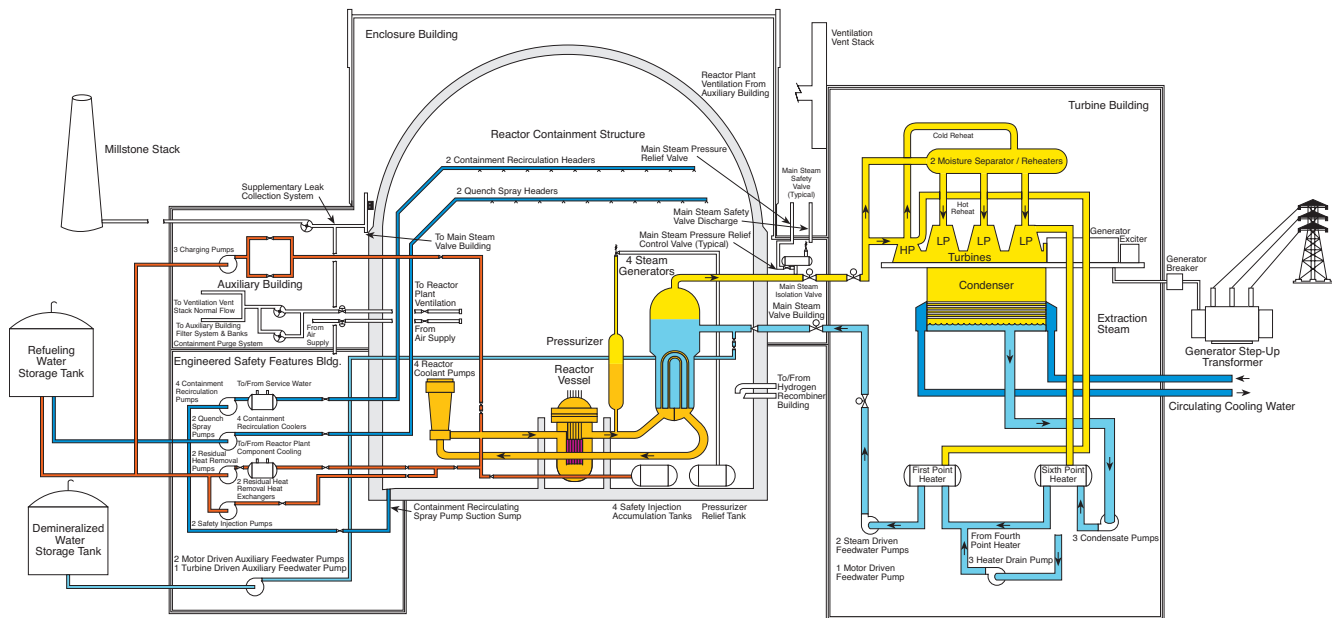 Enclosure Building
Ventilation
Vent Stack
Reactor Plant
Ventilation From
Auxiliary Building
Turbine Building
Millstone Stack
Reactor Containment Structure
Main Steam Pressure
Relief Valve
Cold Reheat
2 Containment Recirculation Headers
2 Moisture Separator / Reheaters
Main Steam
Safety
Valve
(Typical)
Supplementary Leak
Collection System
2 Quench Spray Headers
Main Steam Safety
Valve Discharge
Hot
Reheat
To Main Steam
Valve Building
Main Steam Pressure Relief
Control Valve (Typical)
3 Charging Pumps
HP
LP
LP
LP
Turbines
Generator
Exciter
4 Steam
Generators
Auxiliary Building
Generator
Breaker
Main Steam
Isolation Valve
Condenser
To Ventilation Vent
Stack Normal Flow
To Reactor
Plant
Ventilation
Main Steam
Valve Building
To Auxiliary Building
Filter System & Banks
Containment Purge System
From
Air
Supply
From
Air Supply
Extraction
Steam
Refueling
Water
Storage Tank
Pressurizer
Generator Step-Up
Transformer
Engineered Safety Features Bldg.
4 Reactor
Coolant Pumps
Reactor
Vessel
To/From
Hydrogen
Recombiner
Building
4 Containment
Recirculation
Pumps
To/From Service Water
Circulating Cooling Water
2 Quench
Spray
Pumps
4 Containment
Recirculation Coolers
To/From Reactor Plant
Component Cooling
2 Residual
Heat Removal
Pumps
2 Residual Heat
Removal Heat
Exchangers
First Point
Heater
Sixth Point
Heater
2 Safety Injection Pumps
Containment Recirculating
Spray Pump Suction Sump
4 Safety Injection
Accumulation Tanks
Pressurizer
Relief Tank
Demineralized
Water
Storage Tank
2 Steam Driven
Feedwater Pumps
1 Motor Driven
Feedwater Pump
From Fourth
Point Heater
3 Condensate Pumps
3 Heater Drain Pump
2 Motor Driven Auxiliary Feedwater Pumps
1 Turbine Driven Auxiliary Feedwater Pump